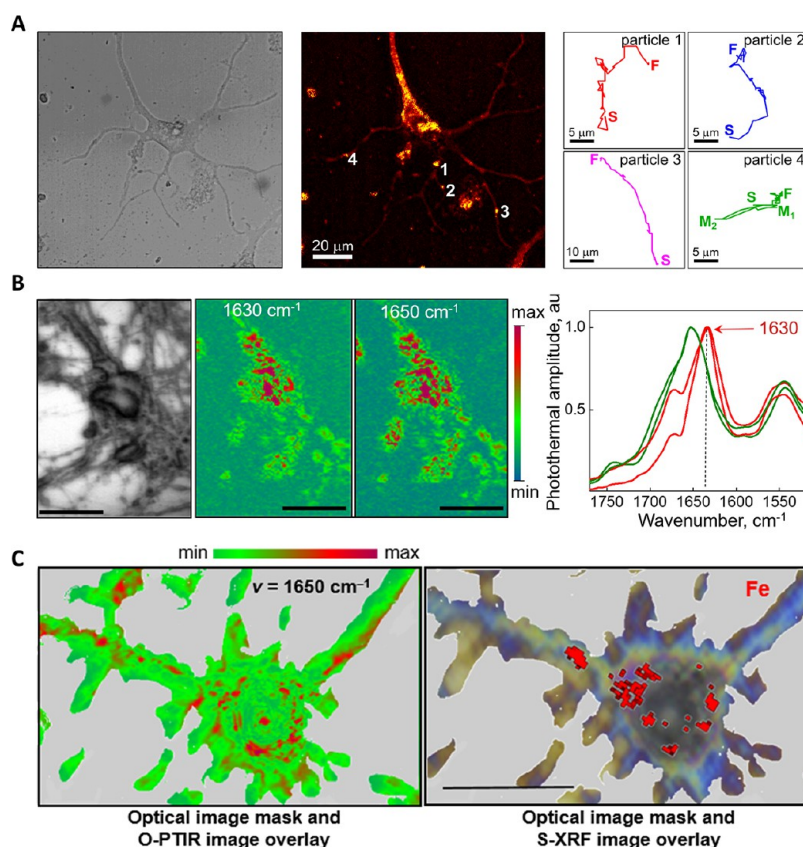 A
4
1
2
3
20 μm
particle 1
F
S
5 μm
particle 2
F
S
5 μm
particle 3
F
S
10 μm
particle 4
S
F
M₂
M₁
5 μm
B
1630 cm⁻¹
1650 cm⁻¹
max
min
Photothermal amplitude, au
1.0
0.5
1630
1750 1700 1650 1600 1550
Wavenumber, cm⁻¹
C
min
max
ν = 1650 cm⁻¹
Fe
Optical image mask and
O-PTIR image overlay
Optical image mask and
S-XRF image overlay